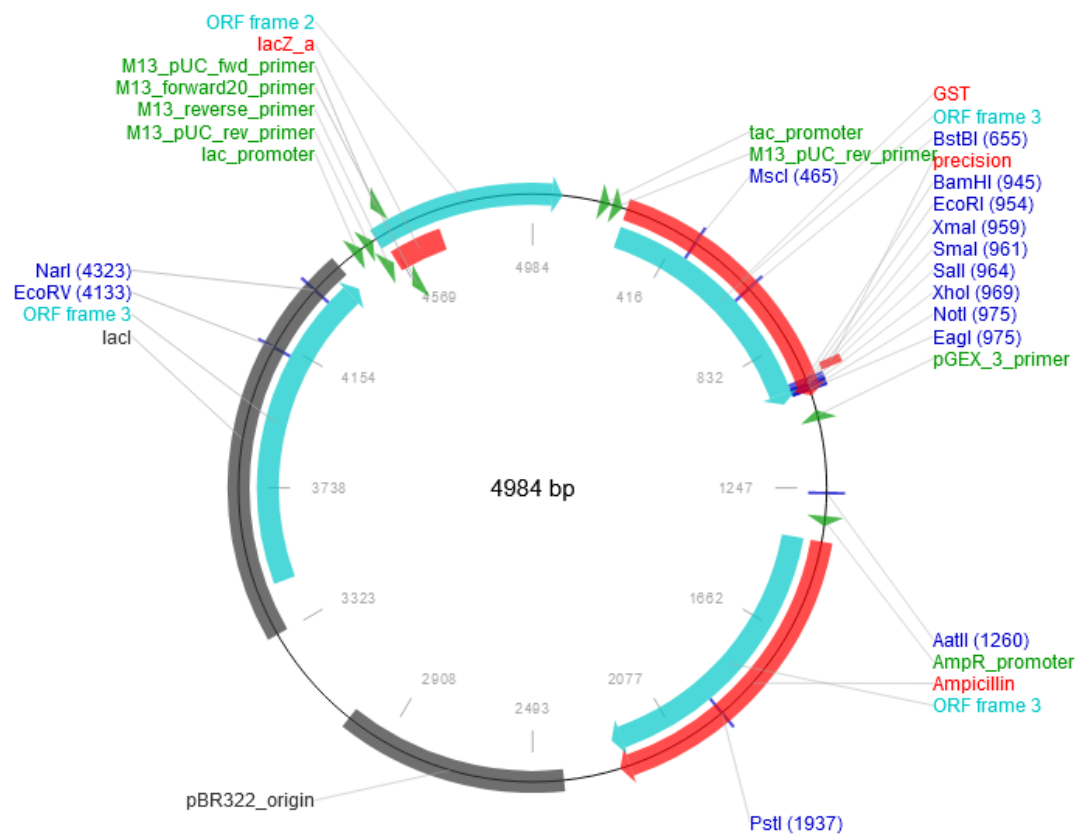 ORF frame 2
lacZ_a
M13_pUC_fwd_primer
M13_forward20_primer
M13_reverse_primer
M13_pUC_rev_primer
lac_promoter
tac_promoter
M13_pUC_rev_primer
MscI (465)
GST
ORF frame 3
BstBI (655)
precision
BamHI (945)
EcoRI (954)
XmaI (959)
SmaI (961)
SalI (964)
XhoI (969)
NotI (975)
EagI (975)
pGEX_3_primer
NarI (4323)
EcoRV (4133)
ORF frame 3
lacI
4984
416
832
1247
1662
2077
2493
2908
3323
3738
4154
4569
4984 bp
AatII (1260)
AmpR_promoter
Ampicillin
ORF frame 3
PstI (1937)
pBR322_origin